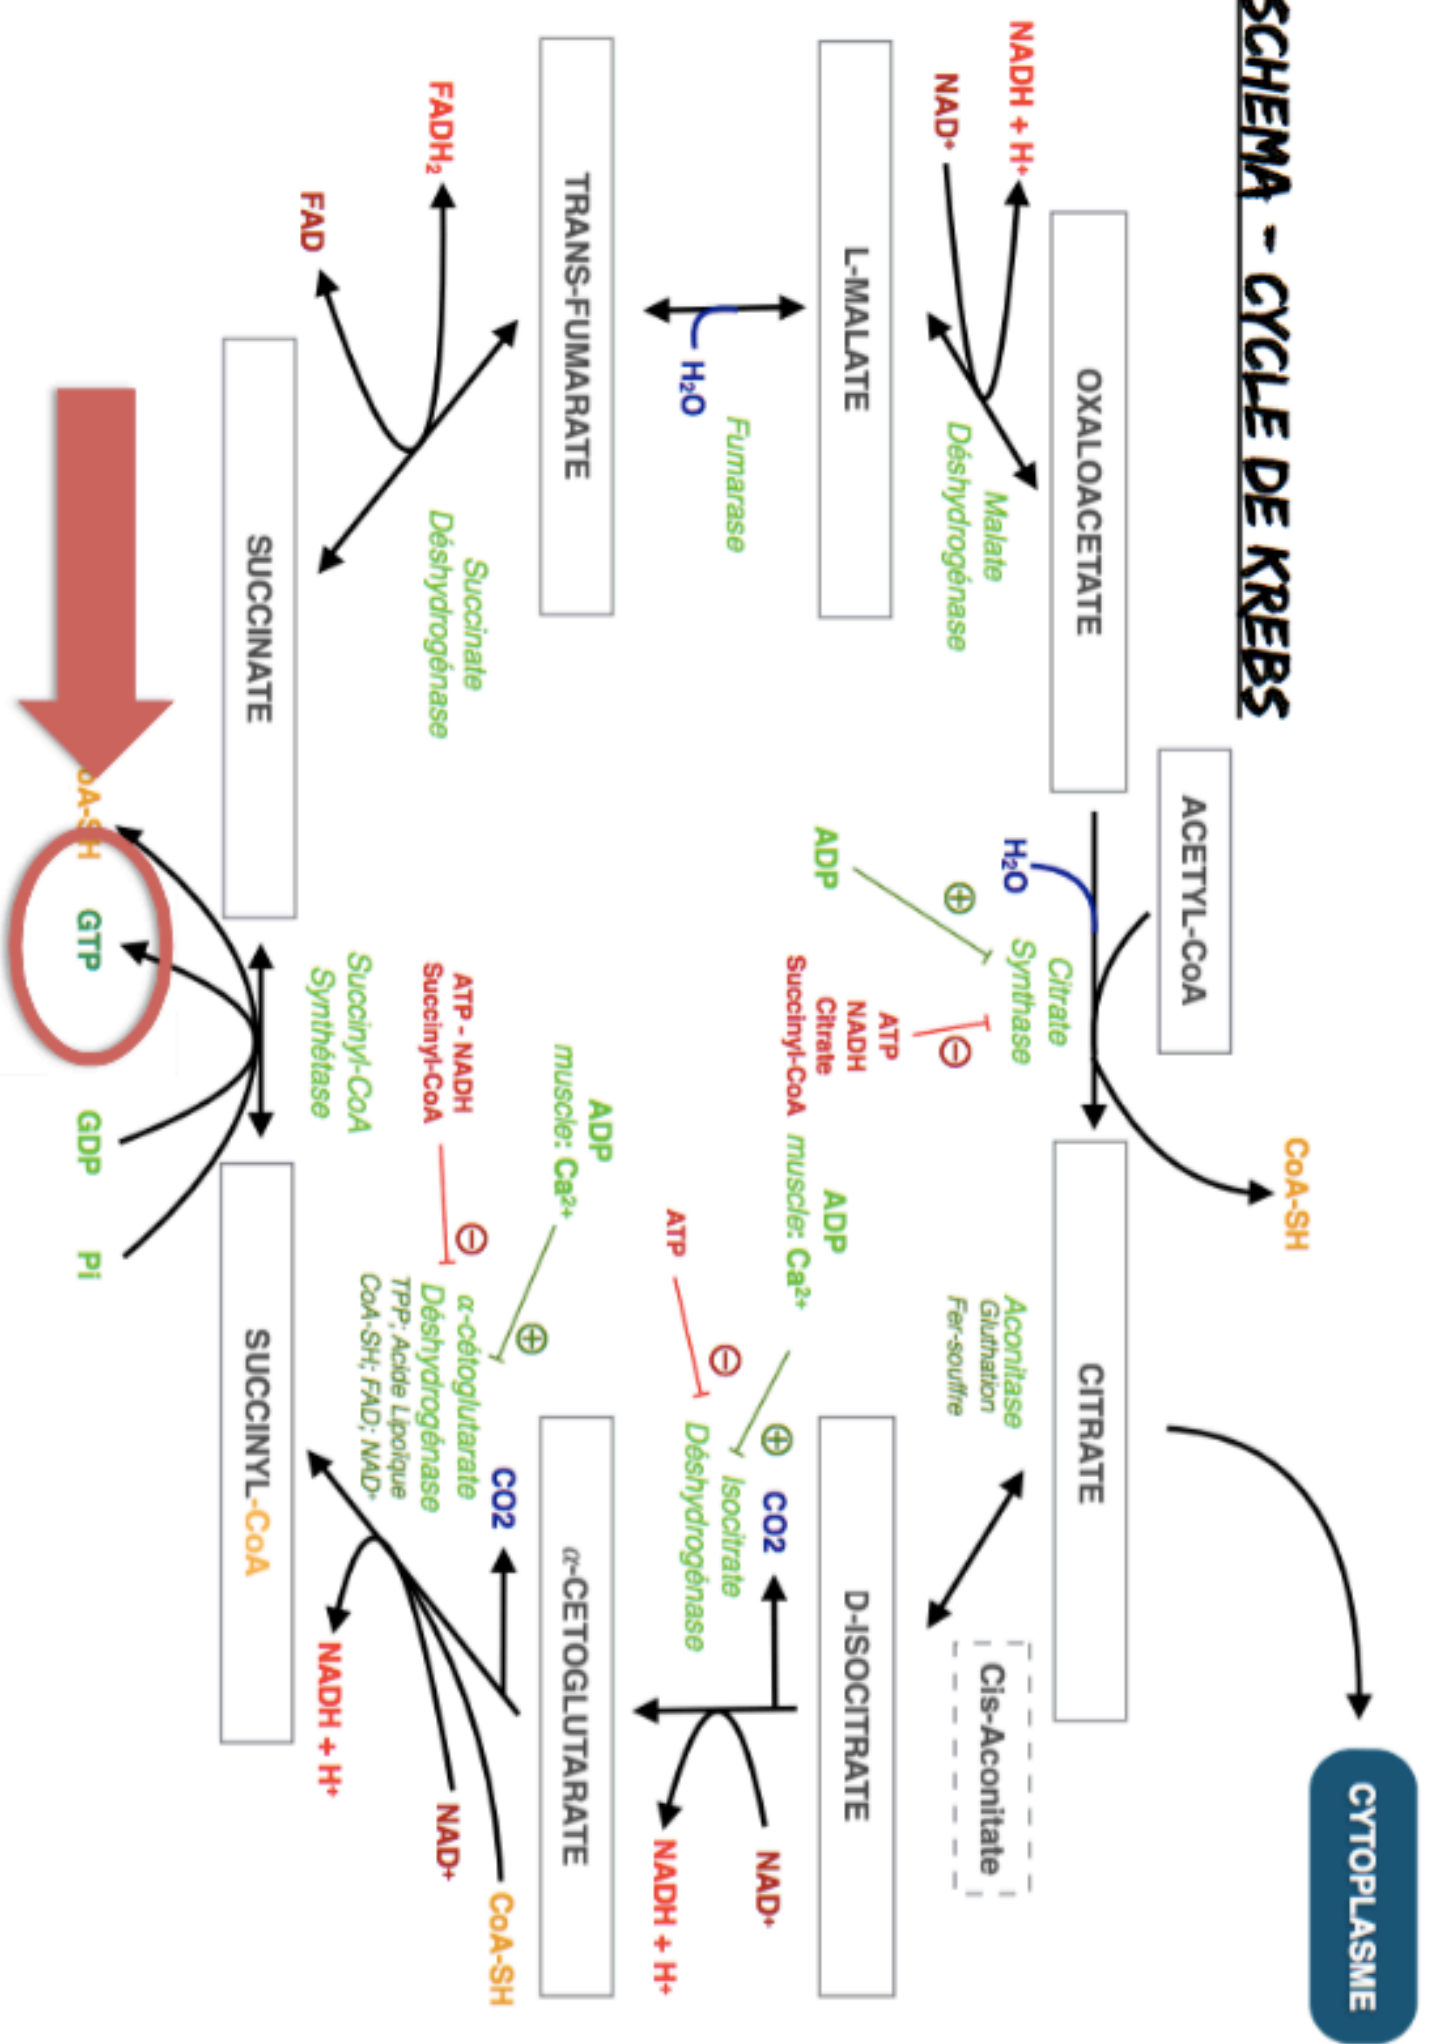 SCHEMA - CYCLE DE KREBS
CYTOPLASME
CoA-SH
ACETYL-CoA
OXALOACETATE
CITRATE
H₂O
Citrate
Synthase
NADH + H⁺
NAD⁺
Malate
Déshydrogénase
ADP
⊕
⊖
ATP
NADH
Citrate
Succinyl-CoA
Aconitase
Gluthation
Fer-souffre
Cis-Aconitate
L-MALATE
D-ISOCITRATE
ADP
muscle: Ca²⁺
⊕
CO2
Isocitrate
Déshydrogénase
ATP
⊖
NAD⁺
NADH + H⁺
Fumarase
H₂O
TRANS-FUMARATE
α-CETOGLUTARATE
ADP
muscle: Ca²⁺
⊕
CO2
α-cétoglutarate
Déshydrogénase
TPP; Acide Lipoïque
CoA-SH; FAD; NAD⁺
ATP - NADH
Succinyl-CoA
⊖
CoA-SH
NAD⁺
NADH + H⁺
FADH₂
FAD
Succinate
Déshydrogénase
Succinyl-CoA
Synthétase
SUCCINATE
SUCCINYL-CoA
oA-SH
GTP
GDP
Pi